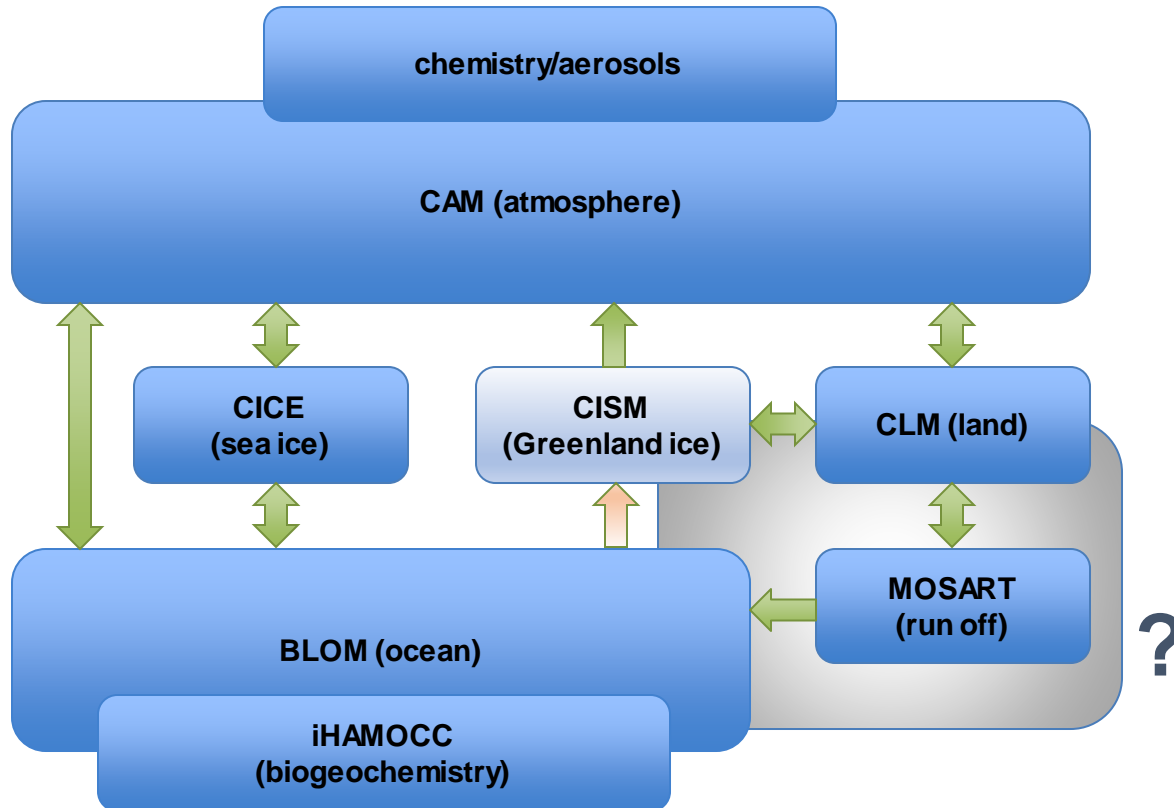 chemistry/aerosols
CAM (atmosphere)
CICE
(sea ice)
CISM
(Greenland ice)
CLM (land)
MOSART
(run off)
?
BLOM (ocean)
iHAMOCC
(biogeochemistry)